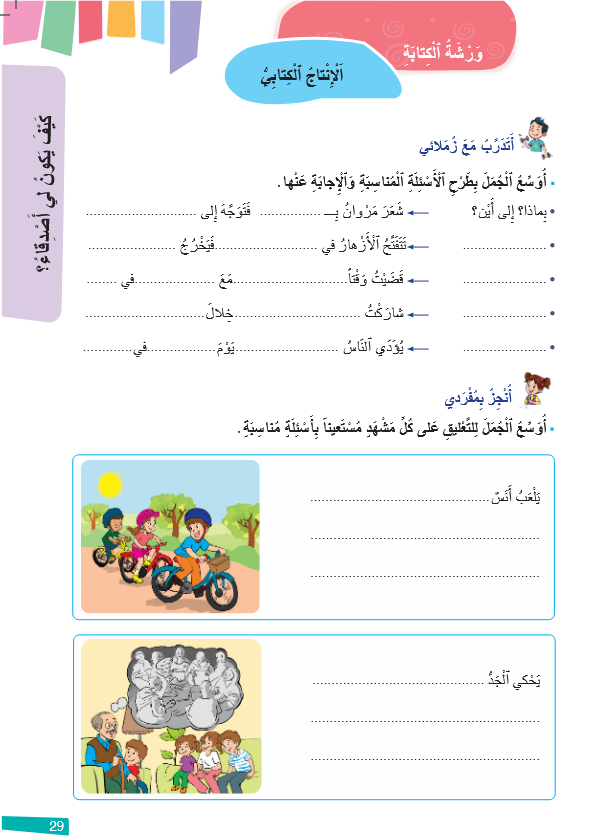 وَرْشَةُ ٱلْكِتابَةِ
اَلْإِنْتاجُ ٱلْكِتابِيُّ
كَيْفَ يَكونُ لي أَصْدِقاءُ؟
أَتَدَرَّبُ مَعَ زُمَلائي
• أُوَسِّعُ ٱلْجُمَلَ بِطَرْحِ ٱلْأَسْئِلَةِ ٱلْمُناسِبَةِ وَٱلْإِجابَةِ عَنْها.
• بِماذا؟ إِلى أَيْن؟ شَعَرَ مَرْوانُ بِـــ ................ فَتَوَجَّهَ إِلى ............................
• ...................... تَتَفَتَّحُ ٱلْأَزْهارُ في ..........................فَيَخْرُجُ ......................
• ...................... قَضَيْتُ وَقْتاً.............................مَعَ .....................في ........
• ...................... شارَكْتُ ................................................خِلالَ..............................
• ...................... يُؤَدّي ٱلنّاسُ ...........................يَوْمَ..................في.............
أُنْجِزُ بِمُفْرَدي
• أُوَسِّعُ ٱلْجُمَلَ لِلتَّعْليقِ عَلى كُلِّ مَشْهَدٍ مُسْتَعيناً بِأَسْئِلَةٍ مُناسِبَةٍ.
يَلْعَبُ أَنَسٌ..............................................
............................................................
............................................................
يَحْكي ٱلْجَدُّ ............................................
............................................................
............................................................
29